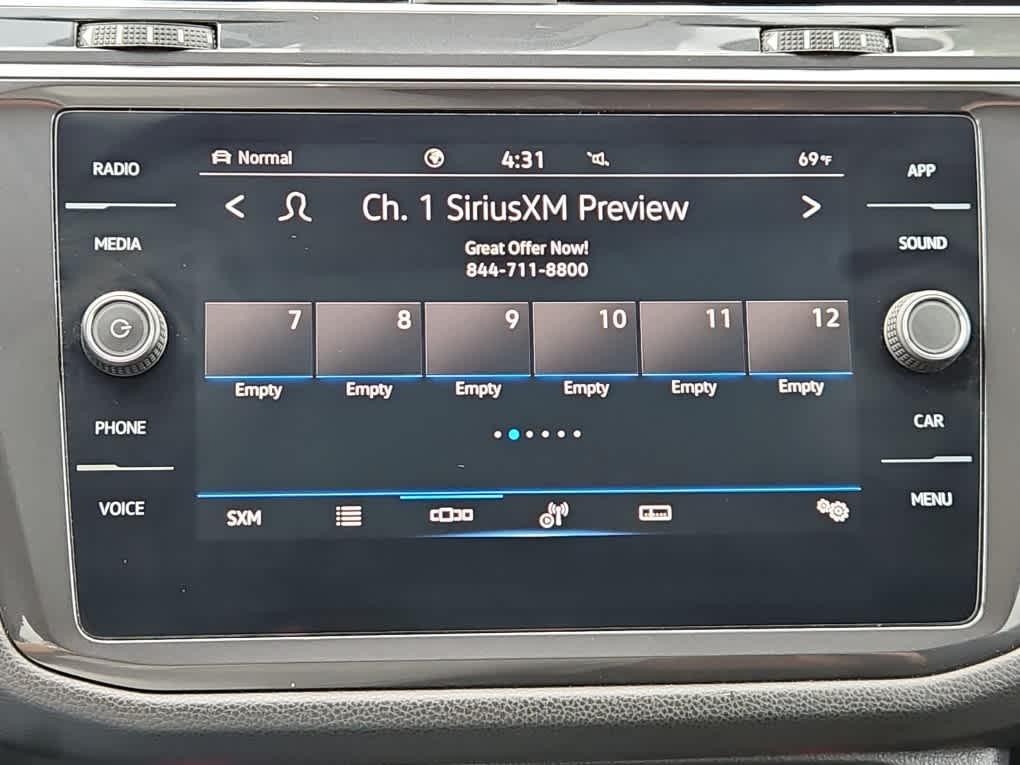 RADIO
MEDIA
PHONE
VOICE
Normal
4:31
69°F
Ch. 1 SiriusXM Preview
Great Offer Now!
844-711-8800
7 8 9 10 11 12
Empty Empty Empty Empty Empty Empty
SXM
APP
SOUND
CAR
MENU